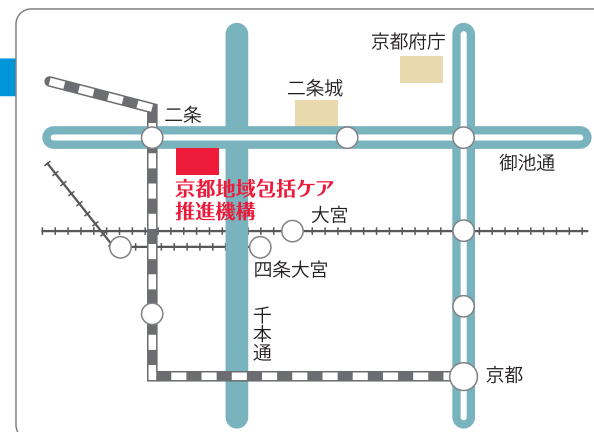 京都府庁
二条城
二条
御池通
京都地域包括ケア
推進機構
大宮
四条大宮
千本通
京都